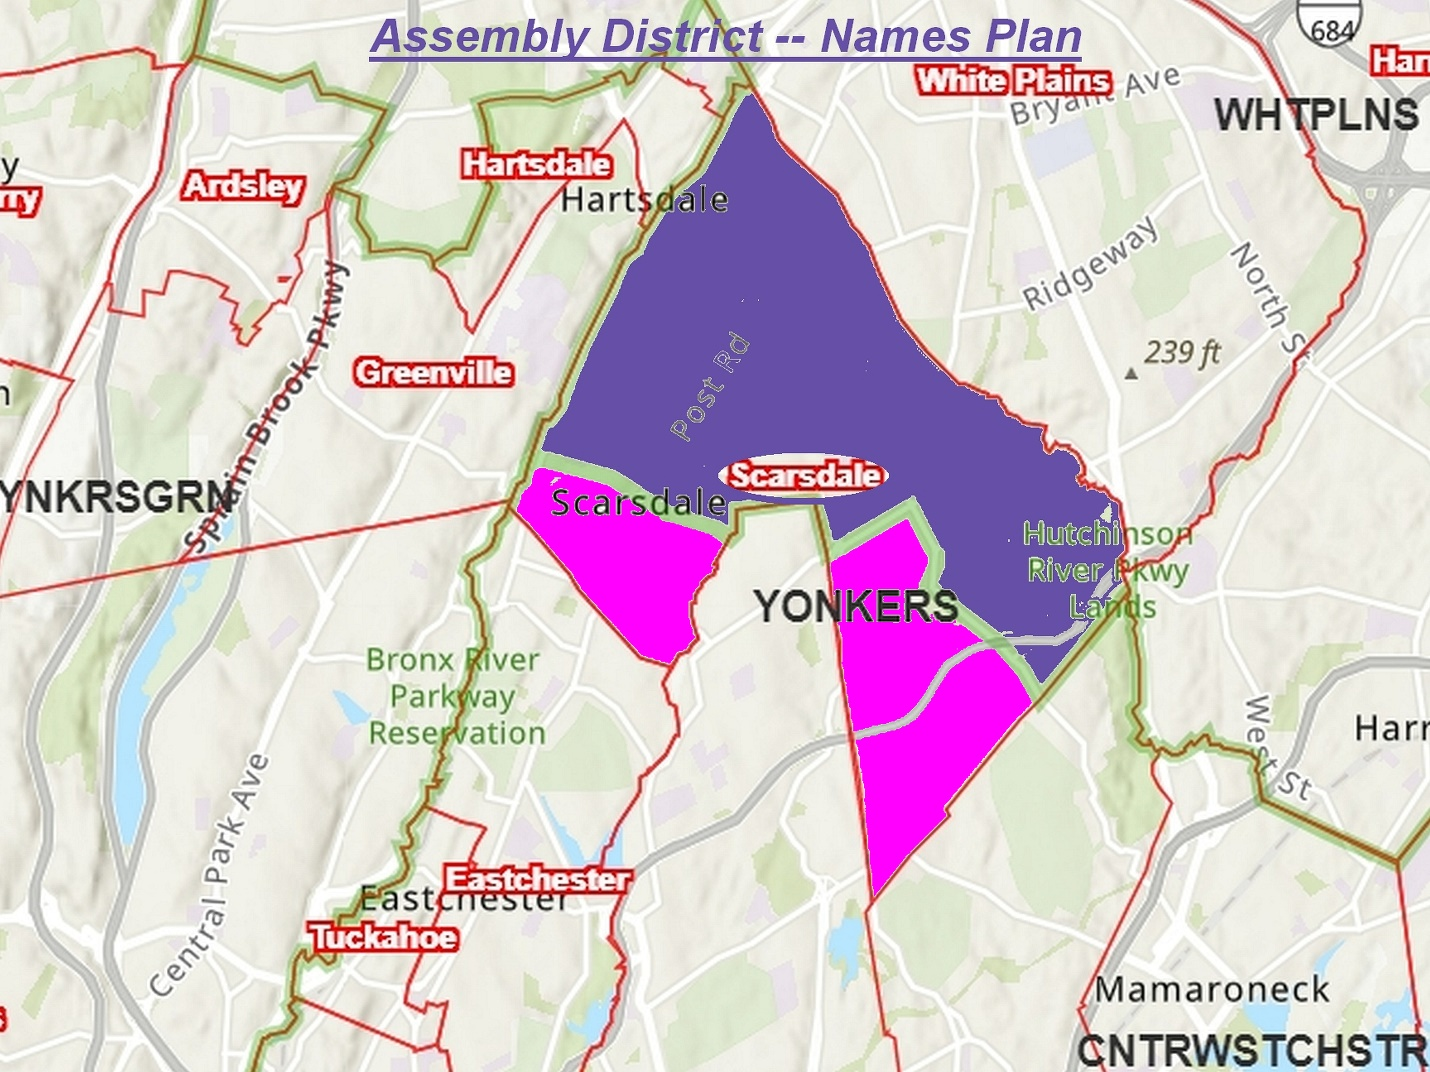 Assembly District -- Names Plan
684
White Plains
Bryant Ave
WHTPLNS
Hartsdale
Ardsley
Hartsdale
Ridgeway
North St
239 ft
Greenville
Sprain Brook Pkwy
Post Rd
Scarsdale
YNKRSGRN
Scarsdale
Hutchinson
River Pkwy
Lands
YONKERS
Bronx River
Parkway
Reservation
West St
Harr
Central Park Ave
Eastchester
Eastchester
Tuckahoe
Mamaroneck
CNTRWSTCHSTR